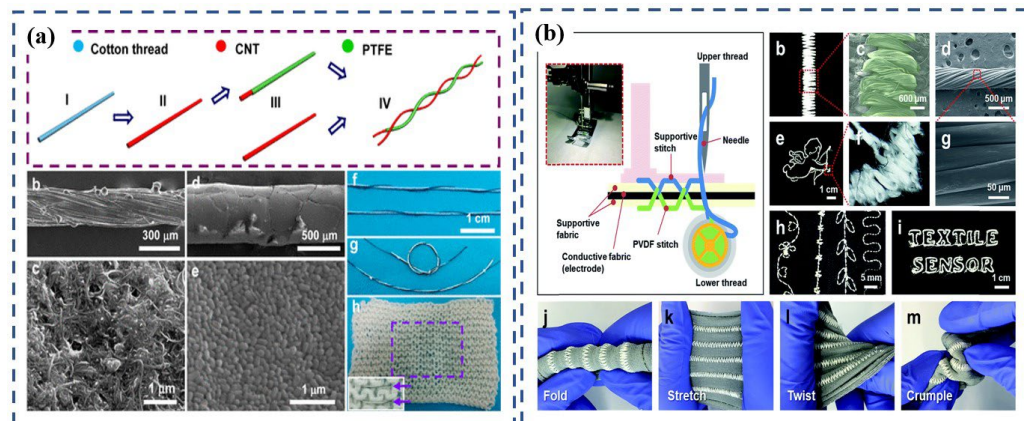 (a)
Cotton thread
CNT
PTFE
I
II
III
IV
b
300 μm
d
500 μm
f
1 cm
g
c
1 μm
e
1 μm
h
(b)
Upper thread
Supportive
stitch
Needle
Supportive
fabric
PVDF stitch
Conductive fabric
(electrode)
Lower thread
b
c
600 μm
d
500 μm
e
1 cm
f
g
50 μm
h
5 mm
i
TEXTILE
SENSOR
1 cm
j
Fold
k
Stretch
l
Twist
m
Crumple